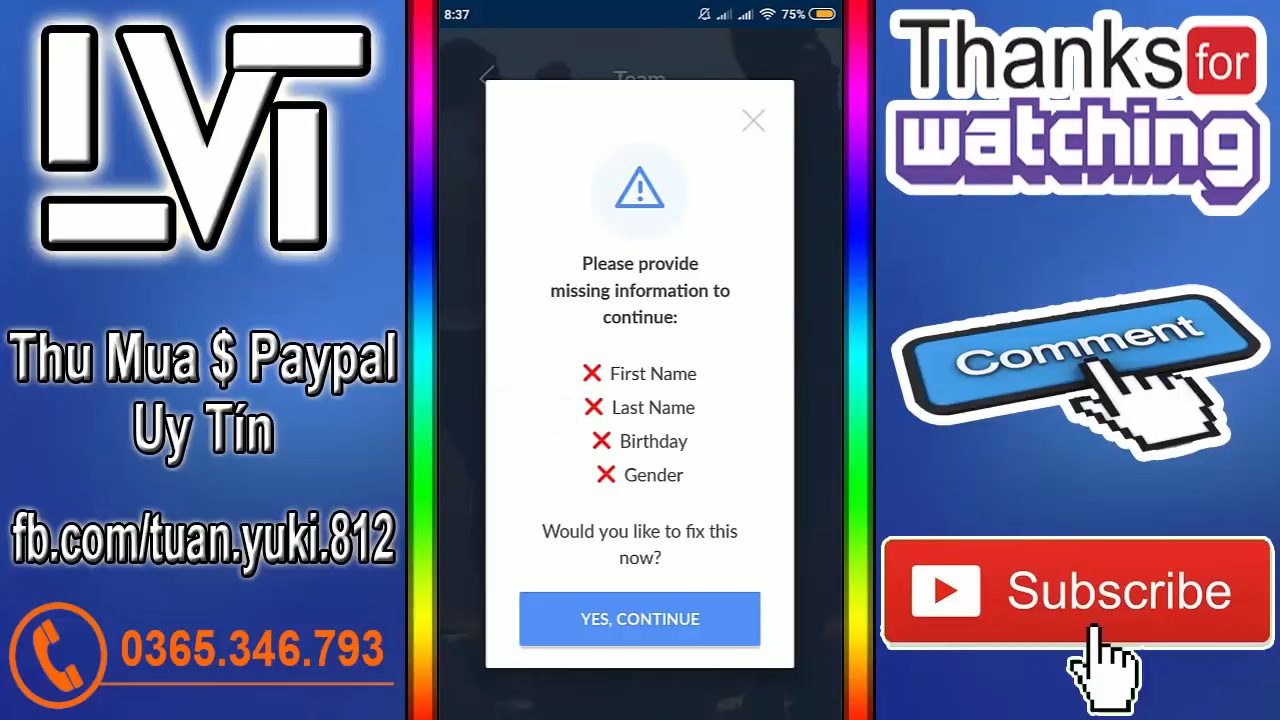 LVT
Thu Mua $ Paypal
Uy Tín
fb.com/tuan.yuki.812
0365.346.793
8:37
75%
Team
Please provide
missing information to
continue:
First Name
Last Name
Birthday
Gender
Would you like to fix this
now?
YES, CONTINUE
Thanks for
watching
Comment
Subscribe